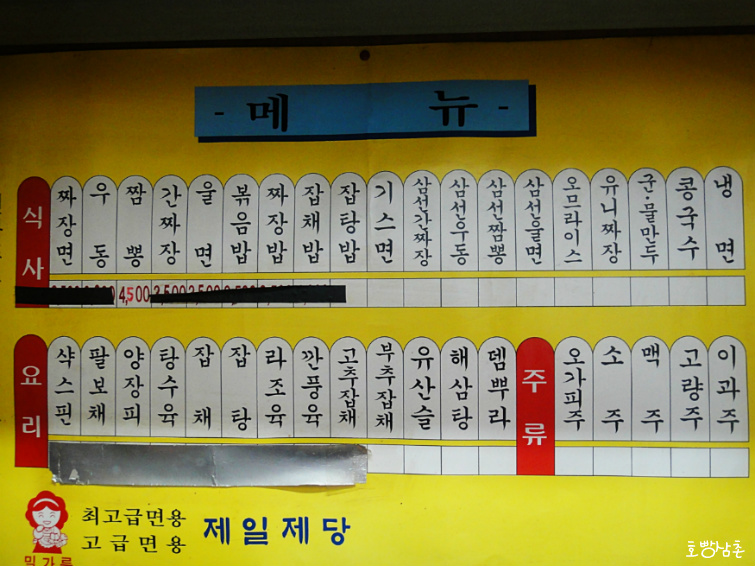 - 메 뉴 -
식사 짜장면 우동 짬뽕 간짜장 울면 볶음밥 짜장밥 잡채밥 잡탕밥 기스면 삼선간짜장 삼선우동 삼선짬뽕 삼선울면 오므라이스 유니짜장 군·물만두 콩국수 냉면
4,500
요리 샥스핀 팔보채 양장피 탕수육 잡채 잡탕 라조육 깐풍육 고추잡채 부추잡채 유산슬 해삼탕 뎀뿌라 주류 오가피주 소주 맥주 고량주 이과주
최고급면용
고급면용
제일제당
밀가루
호빵남촌